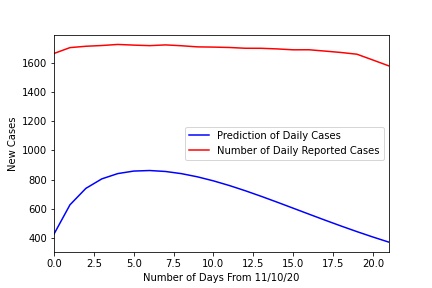 1600
1400
1200
1000
800
600
400
New Cases
Prediction of Daily Cases
Number of Daily Reported Cases
0.0 2.5 5.0 7.5 10.0 12.5 15.0 17.5 20.0
Number of Days From 11/10/20